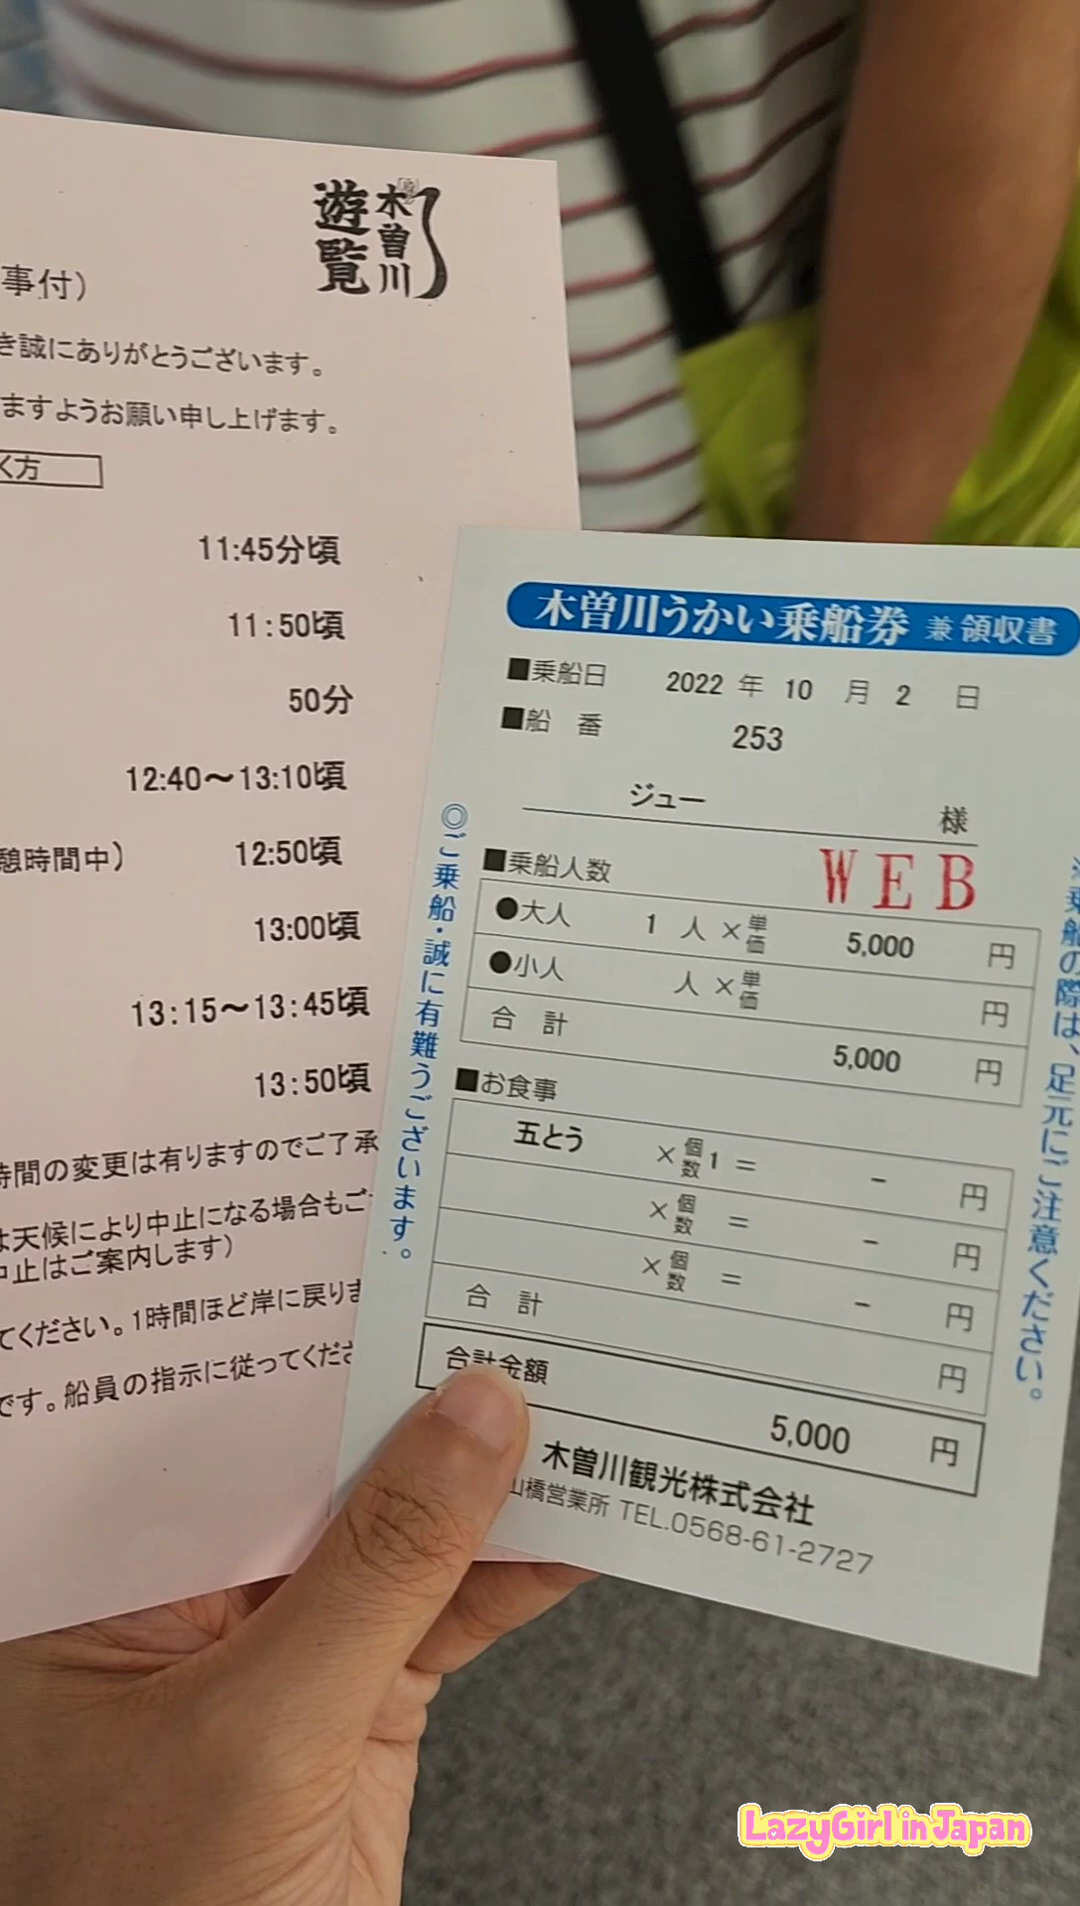 木曽川
遊覧
事付）
き誠にありがとうございます。
ますようお願い申し上げます。
く方
11:45分頃
11:50頃
50分
12:40～13:10頃
憩時間中） 12:50頃
13:00頃
13:15～13:45頃
13:50頃
時間の変更は有りますのでご了承
は天候により中止になる場合もご
中止はご案内します）
てください。1時間ほど岸に戻りま
です。船員の指示に従ってくださ
木曽川うかい乗船券 兼 領収書
■乗船日 2022 年 10 月 2 日
■船 番 253
ジュー 様
■乗船人数 WEB
●大人 1 人 × 単価 5,000 円
●小人 人 × 単価 円
合 計 5,000 円
■お食事
五とう × 個数 1 = － 円
× 個数 = － 円
× 個数 = － 円
合 計 円
合計金額 5,000 円
木曽川観光株式会社
山橋営業所 TEL.0568-61-2727
◎ご乗船・誠に有難うございます。
乗船の際は、足元にご注意ください。
LazyGirl in Japan